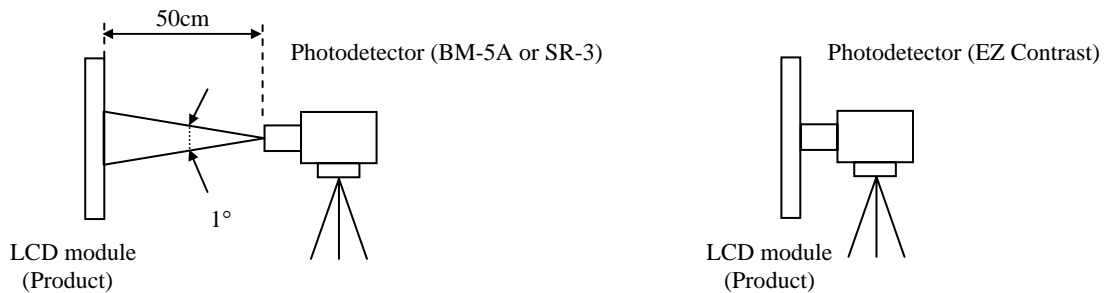 50cm
Photodetector (BM-5A or SR-3)
1°
LCD module
(Product)
Photodetector (EZ Contrast)
LCD module
(Product)